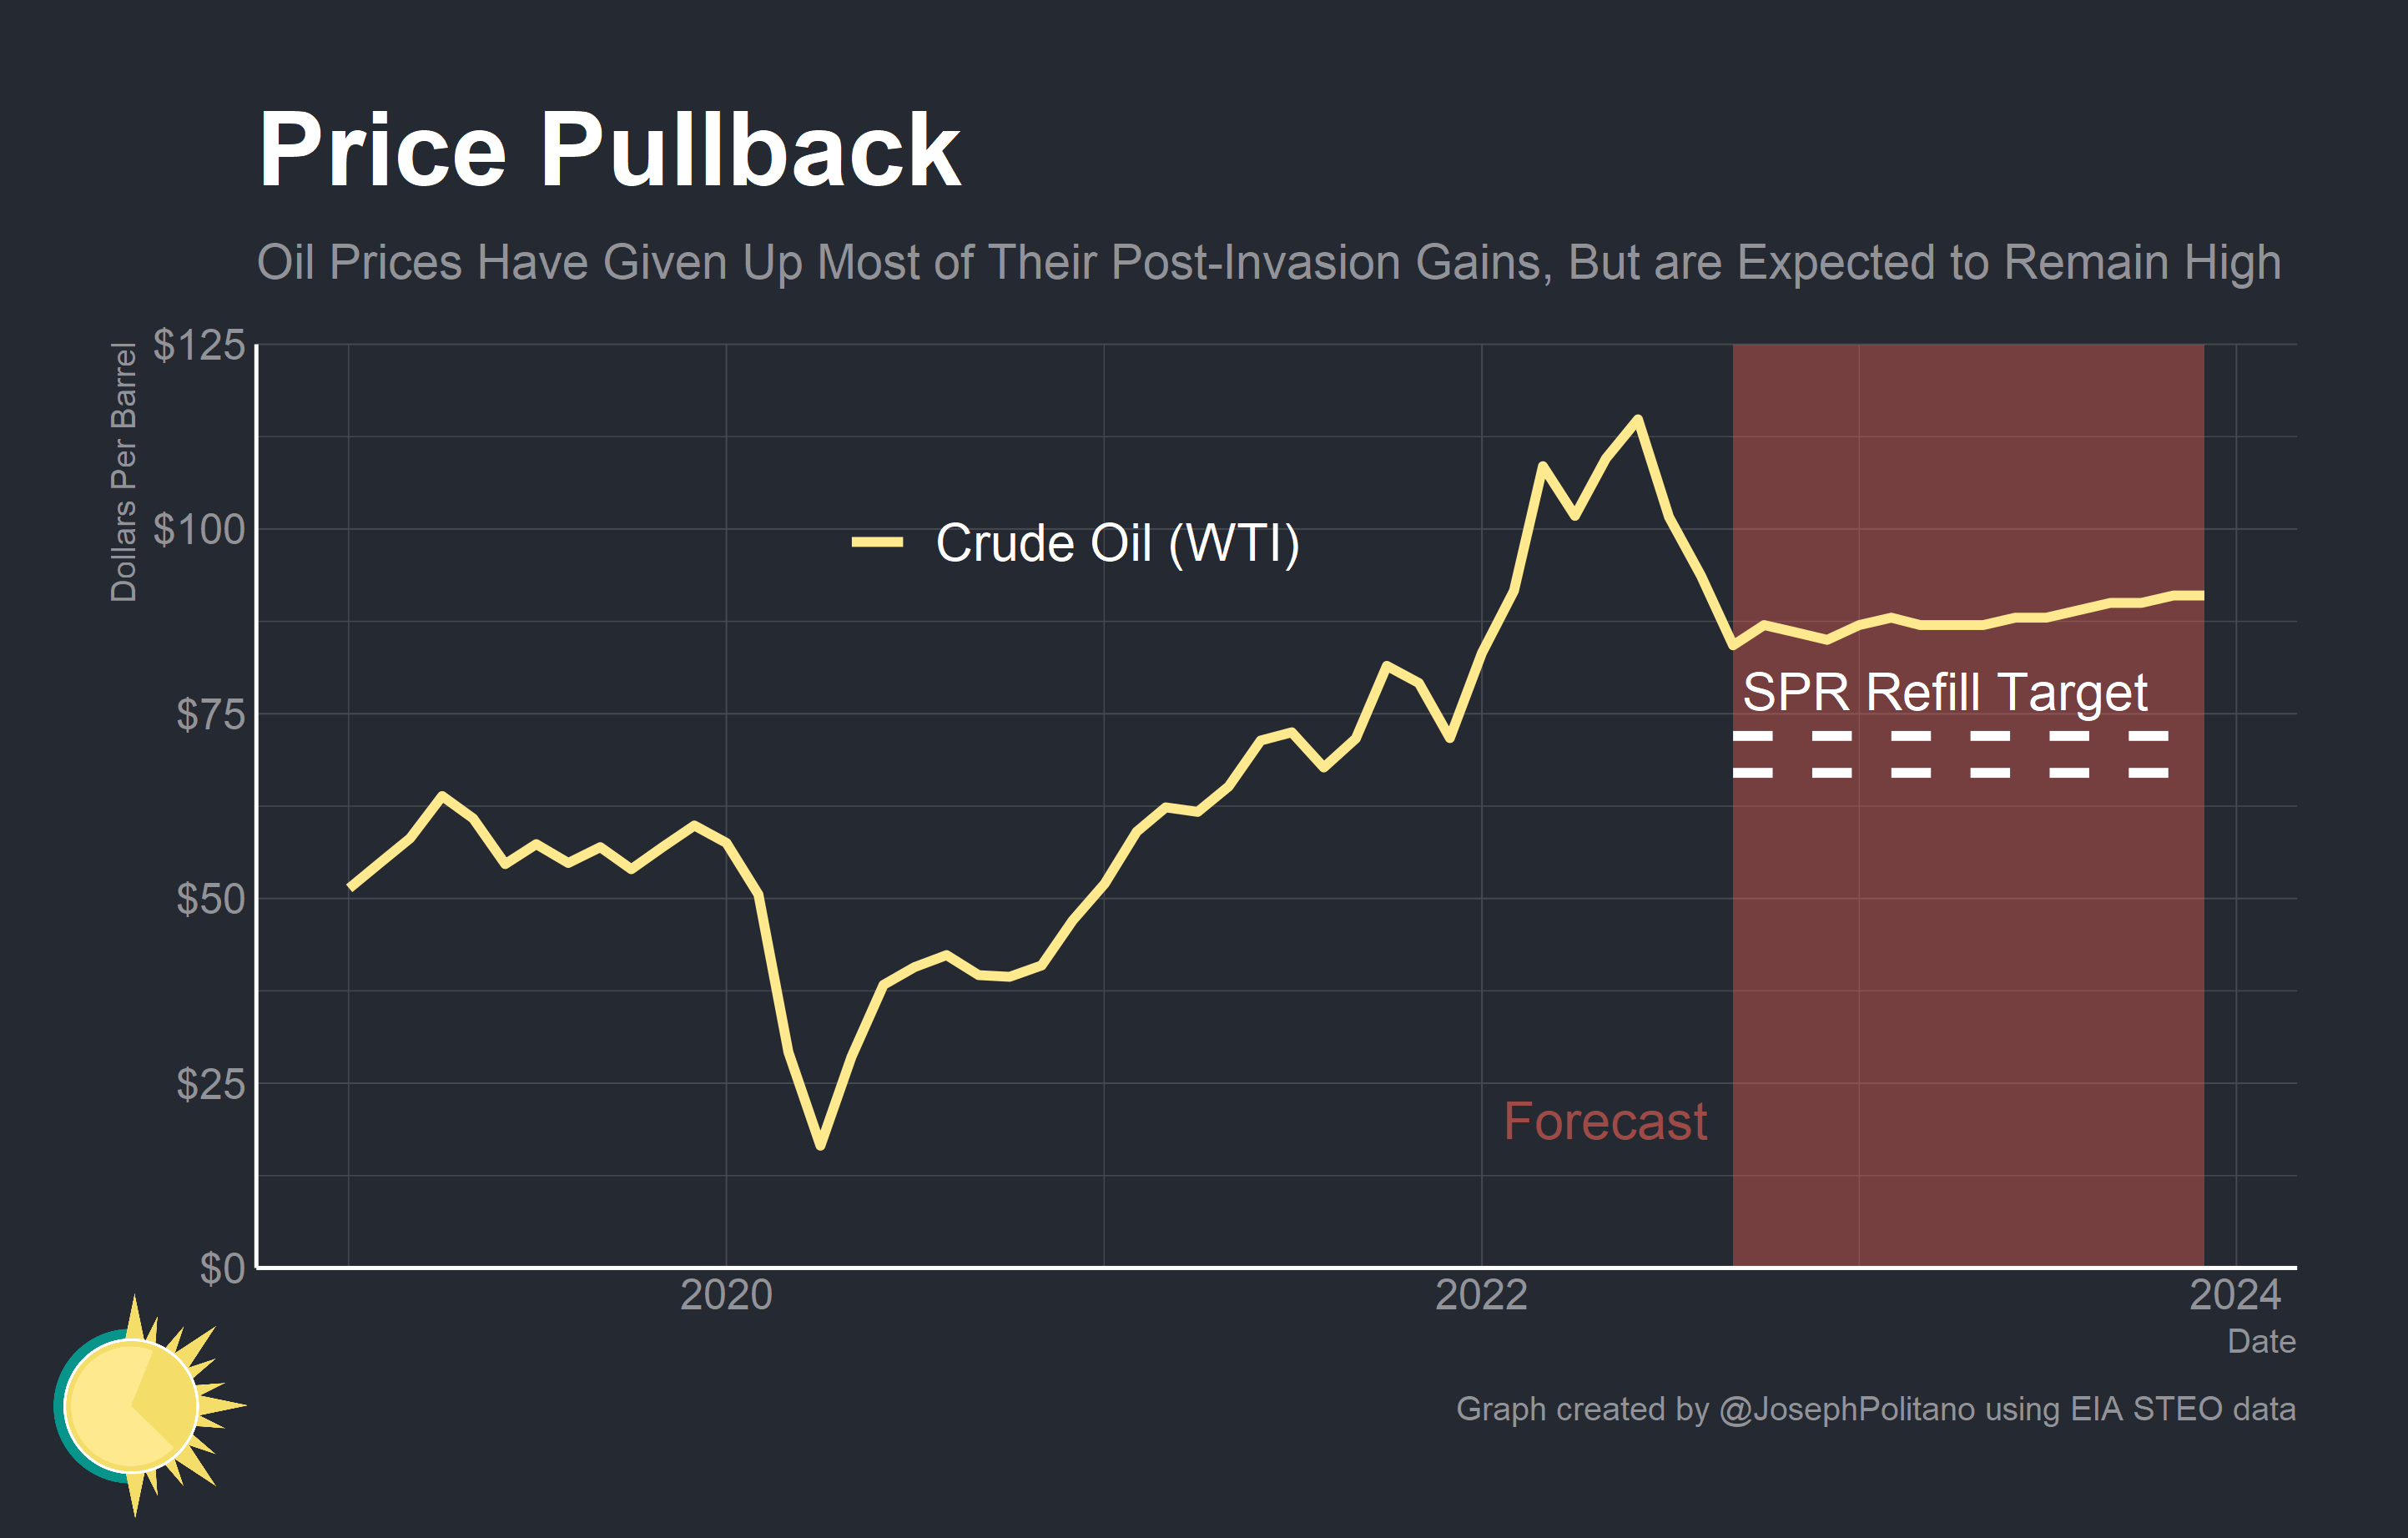 Price Pullback
Oil Prices Have Given Up Most of Their Post-Invasion Gains, But are Expected to Remain High
Dollars Per Barrel
$125
$100
$75
$50
$25
$0
Crude Oil (WTI)
SPR Refill Target
Forecast
2020
2022
2024
Date
Graph created by @JosephPolitano using EIA STEO data